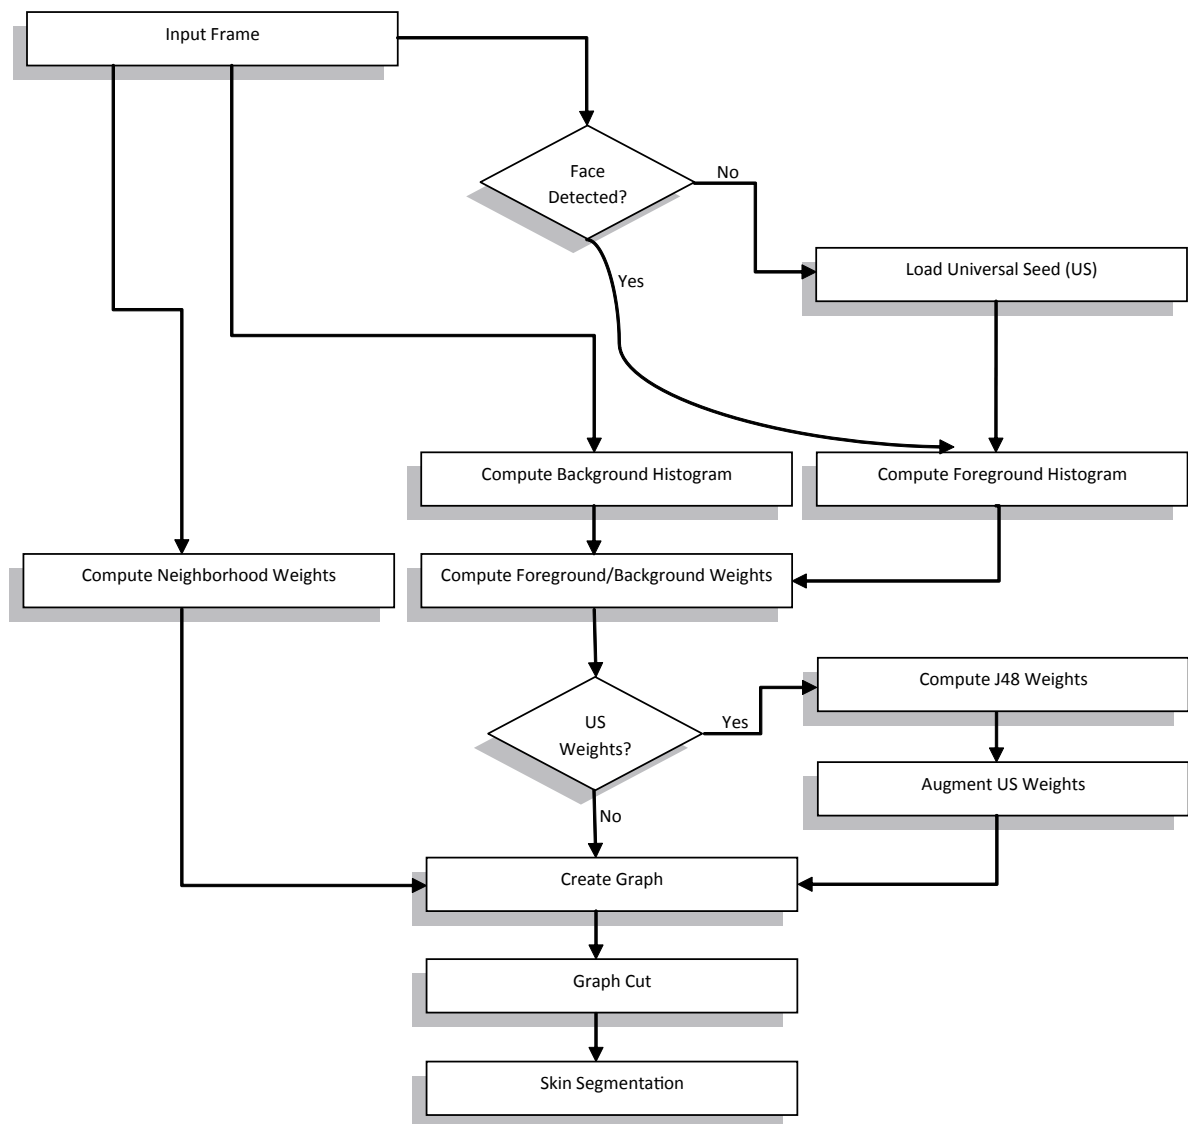 Input Frame
Face
Detected?
No
Yes
Load Universal Seed (US)
Compute Background Histogram
Compute Foreground Histogram
Compute Neighborhood Weights
Compute Foreground/Background Weights
US
Weights?
Yes
No
Compute J48 Weights
Augment US Weights
Create Graph
Graph Cut
Skin Segmentation